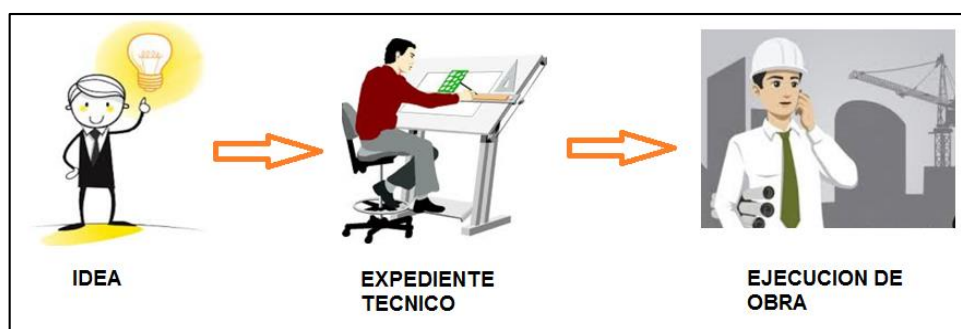 IDEA
EXPEDIENTE
TECNICO
EJECUCION DE
OBRA